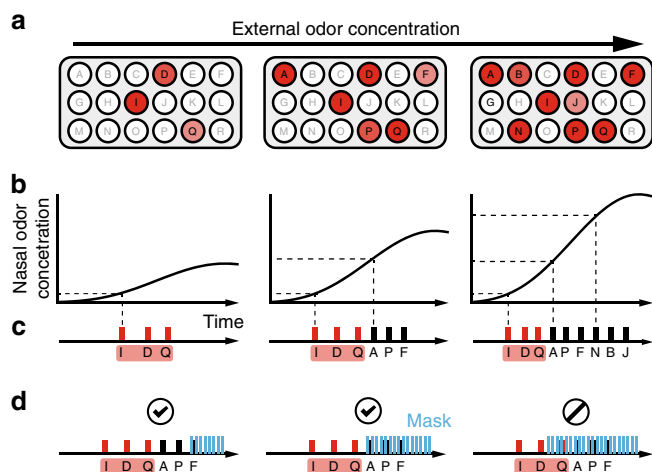 a
External odor concentration
A B C D E F A B C D E F A B C D E F
G H I J K L G H I J K L G H I J K L
M N O P Q R M N O P Q R M N O P Q R
b
Nasal odor
concetration
c
Time
I D Q I D Q A P F I D Q A P F N B J
d
Mask
I D Q A P F I D Q A P F I D Q A P F